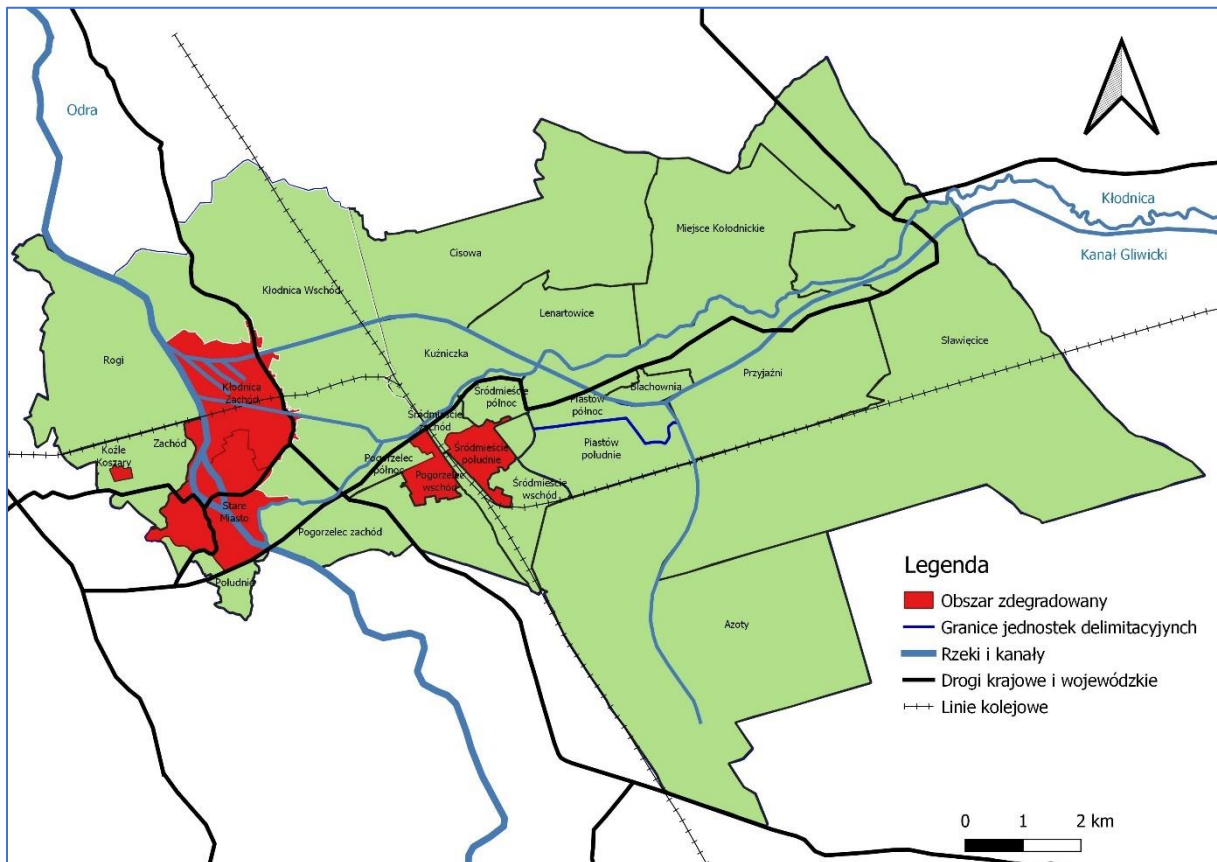 Odra
Kłodnica
Kanał Gliwicki
Miejsce Kołodnickie
Cisowa
Kłodnica Wschód
Lenartowice
Sławięcice
Rogi
Kuźniczka
Przyjaźni
Blachownia
Kłodnica
Zachód
Śródmieście
północ
Piastów
północ
Śródmieście
zachód
Zachód
Koźle
Koszary
Pogorzelec
północ
Śródmieście
południe
Piastów
południe
Pogorzelec
wschód
Śródmieście
wschód
Stare
Miasto
Pogorzelec zachód
Południe
Azoty
Legenda
Obszar zdegradowany
Granice jednostek delimitacyjynch
Rzeki i kanały
Drogi krajowe i wojewódzkie
Linie kolejowe
0 1 2 km